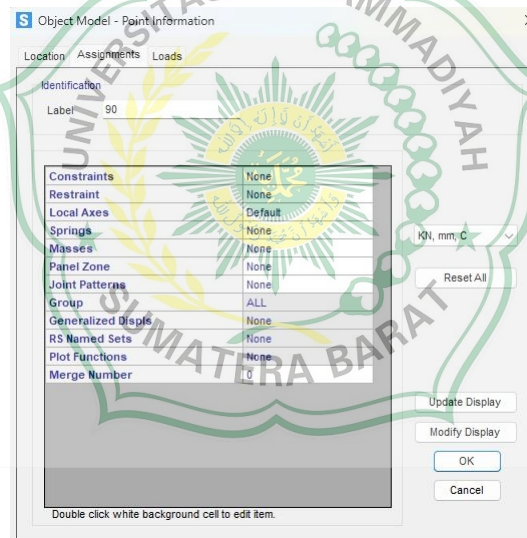 S Object Model - Point Information
Location Assignments Loads
Identification
Label 90
Constraints None
Restraint None
Local Axes Default
Springs None
Masses None
Panel Zone None
Joint Patterns None
Group ALL
Generalized Displs None
RS Named Sets None
Plot Functions None
Merge Number 0
KN, mm, C
Reset All
Update Display
Modify Display
OK
Cancel
Double click white background cell to edit item.
SUMATERA BARAT